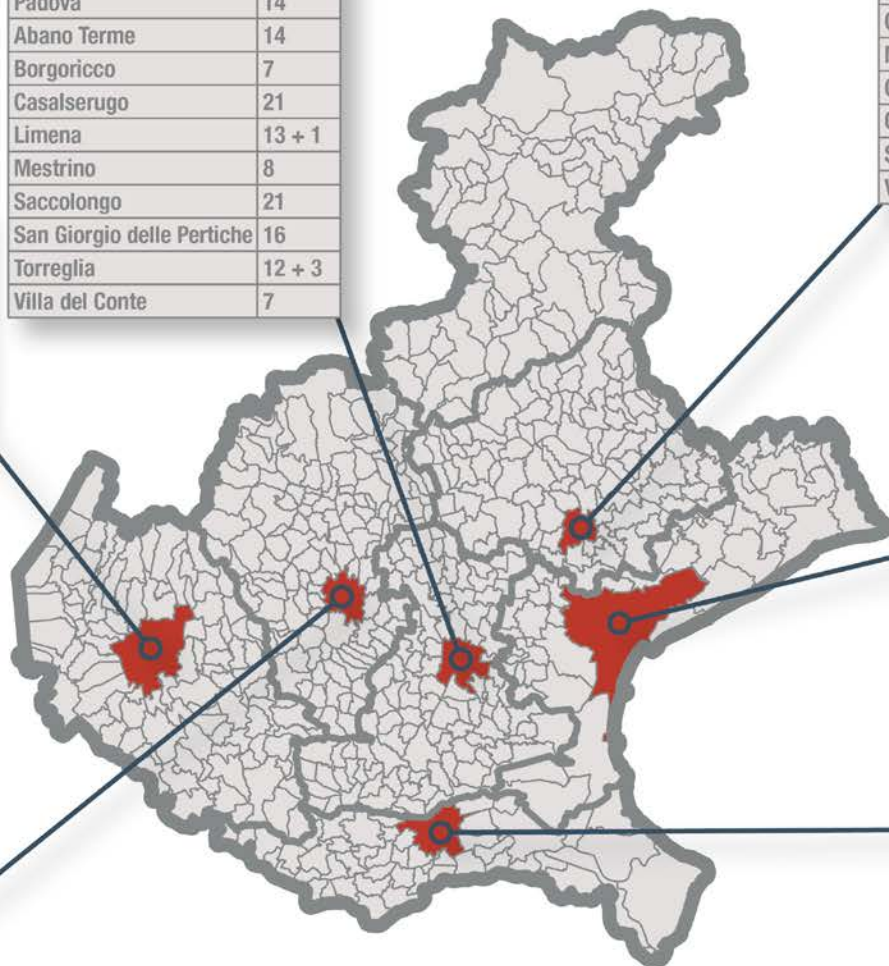 Padova 14
Abano Terme 14
Borgoricco 7
Casalserugo 21
Limena 13 + 1
Mestrino 8
Saccolongo 21
San Giorgio delle Pertiche 16
Torreglia 12 + 3
Villa del Conte 7